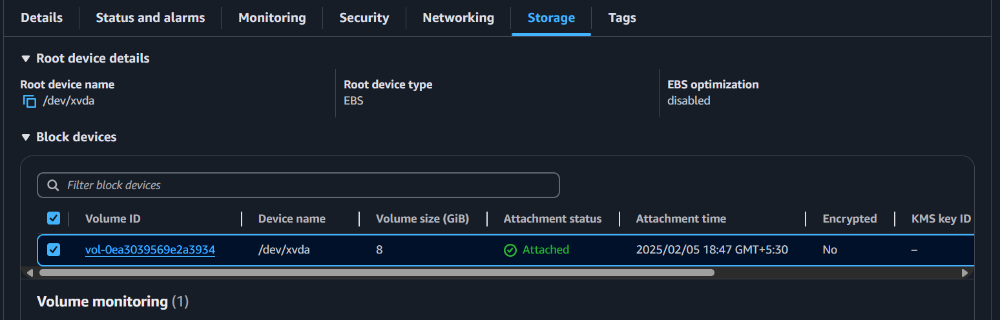 Details Status and alarms Monitoring Security Networking Storage Tags
Root device details
Root device name Root device type EBS optimization
/dev/xvda EBS disabled
Block devices
Filter block devices
Volume ID Device name Volume size (GiB) Attachment status Attachment time Encrypted KMS key ID
vol-0ea3039569e2a3934 /dev/xvda 8 Attached 2025/02/05 18:47 GMT+5:30 No –
Volume monitoring (1)